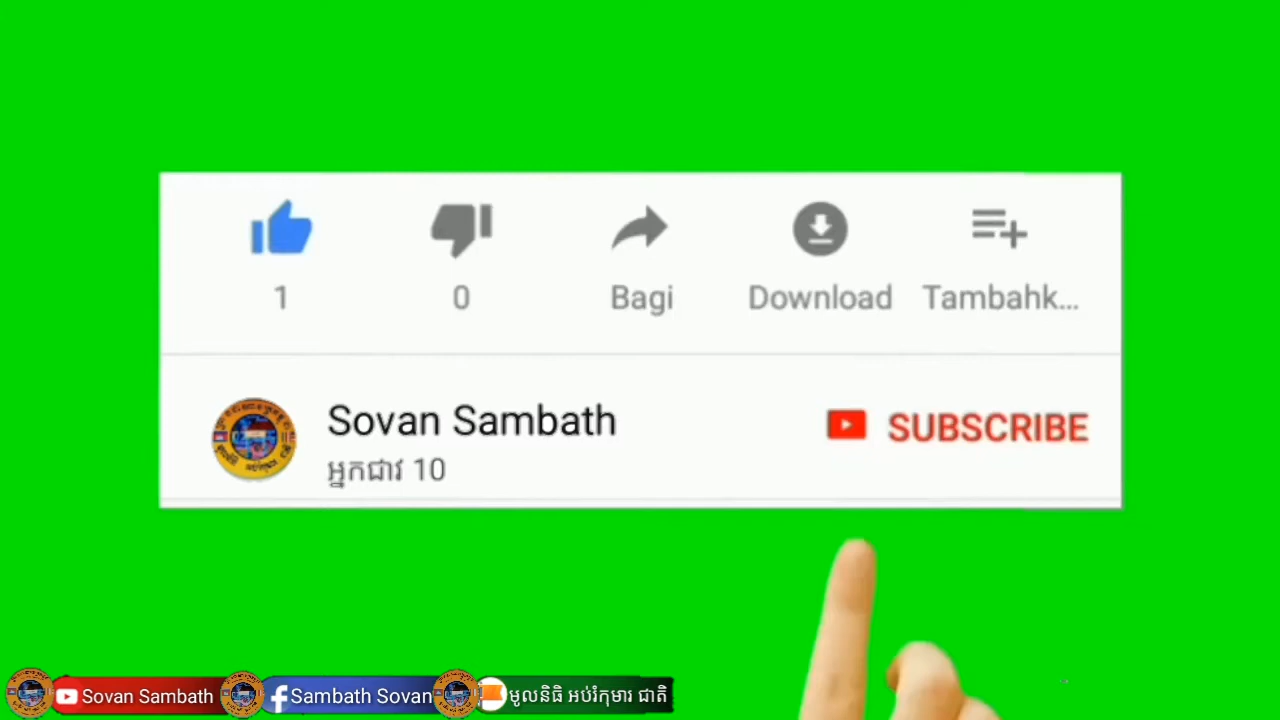 1
0
Bagi
Download
Tambahk...
Sovan Sambath
SUBSCRIBE
អ្នកជាវ 10
Sovan Sambath
Sambath Sovan
មូលនិធិ អប់រំកុមារ ជាតិ